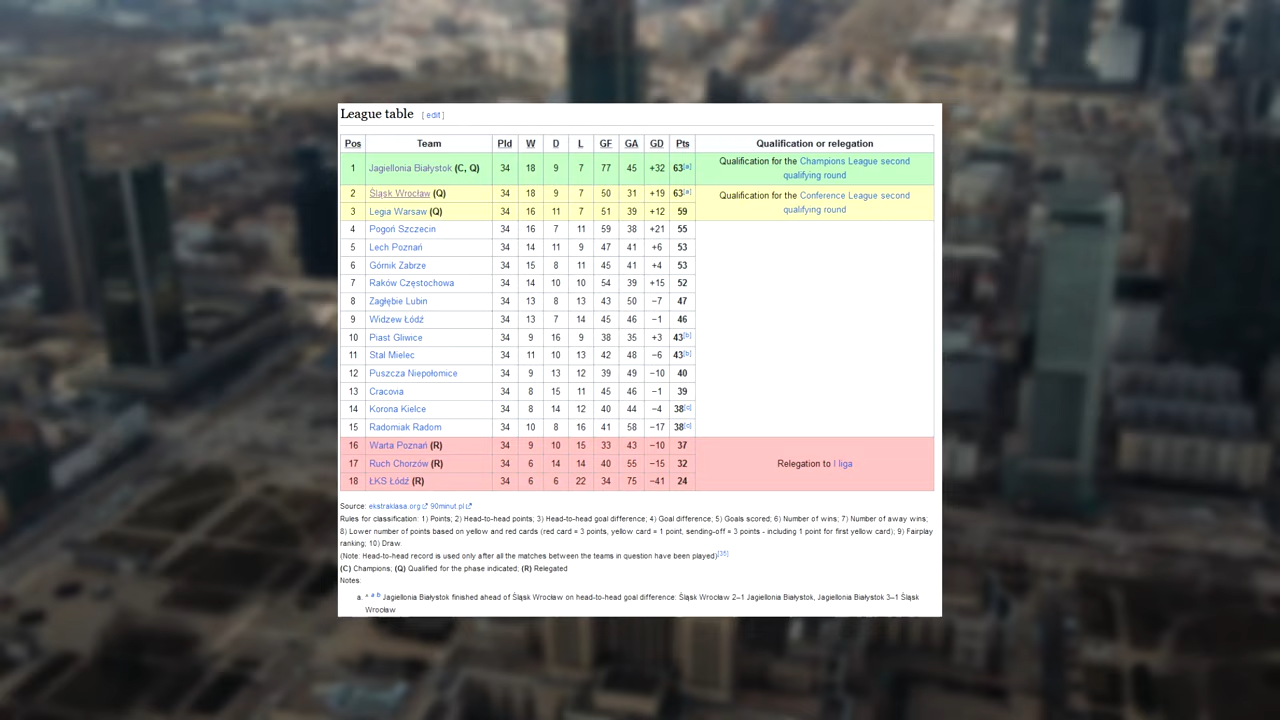 League table [ edit ]
Pos Team Pld W D L GF GA GD Pts Qualification or relegation
1 Jagiellonia Białystok (C, Q) 34 18 9 7 77 45 +32 63[a] Qualification for the Champions League second
qualifying round
2 Śląsk Wrocław (Q) 34 18 9 7 50 31 +19 63[a] Qualification for the Conference League second
qualifying round
3 Legia Warsaw (Q) 34 16 11 7 51 39 +12 59
4 Pogoń Szczecin 34 16 7 11 59 38 +21 55
5 Lech Poznań 34 14 11 9 47 41 +6 53
6 Górnik Zabrze 34 15 8 11 45 41 +4 53
7 Raków Częstochowa 34 14 10 10 54 39 +15 52
8 Zagłębie Lubin 34 13 8 13 43 50 −7 47
9 Widzew Łódź 34 13 7 14 45 46 −1 46
10 Piast Gliwice 34 9 16 9 38 35 +3 43[b]
11 Stal Mielec 34 11 10 13 42 48 −6 43[b]
12 Puszcza Niepołomice 34 9 13 12 39 49 −10 40
13 Cracovia 34 8 15 11 45 46 −1 39
14 Korona Kielce 34 8 14 12 40 44 −4 38[c]
15 Radomiak Radom 34 10 8 16 41 58 −17 38[c]
16 Warta Poznań (R) 34 9 10 15 33 43 −10 37
17 Ruch Chorzów (R) 34 6 14 14 40 55 −15 32 Relegation to I liga
18 ŁKS Łódź (R) 34 6 6 22 34 75 −41 24
Source: ekstraklasa.org 90minut.pl
Rules for classification: 1) Points; 2) Head-to-head points; 3) Head-to-head goal difference; 4) Goal difference; 5) Goals scored; 6) Number of wins; 7) Number of away wins;
8) Lower number of points based on yellow and red cards (red card = 3 points, yellow card = 1 point, sending-off = 3 points - including 1 point for first yellow card); 9) Fairplay
ranking; 10) Draw.
(Note: Head-to-head record is used only after all the matches between the teams in question have been played)[35]
(C) Champions; (Q) Qualified for the phase indicated; (R) Relegated
Notes:
a. ^ a b Jagiellonia Białystok finished ahead of Śląsk Wrocław on head-to-head goal difference: Śląsk Wrocław 2–1 Jagiellonia Białystok, Jagiellonia Białystok 3–1 Śląsk
Wrocław